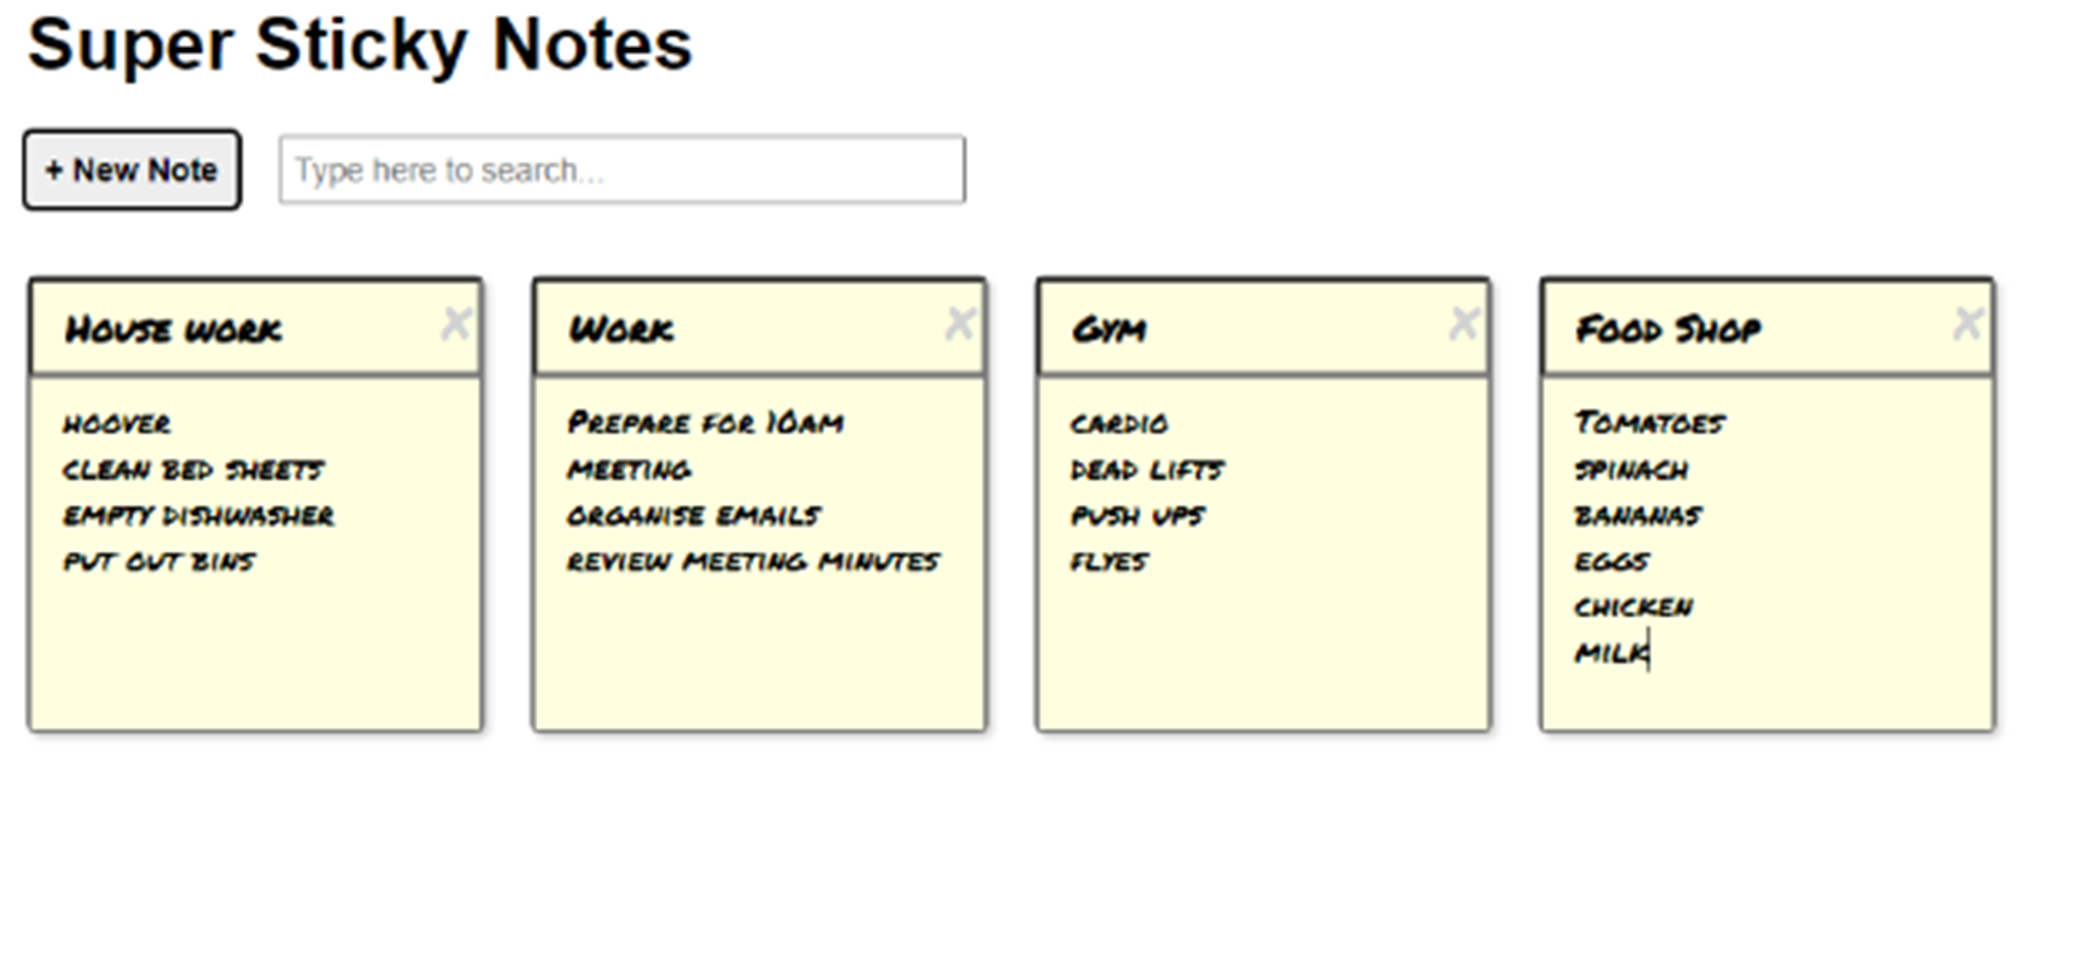 Super Sticky Notes
+ New Note
Type here to search...
House work
hoover
clean bed sheets
empty dishwasher
put out bins
Work
Prepare for 10am
meeting
organise emails
review meeting minutes
Gym
cardio
dead lifts
push ups
flyes
Food Shop
Tomatoes
spinach
bananas
eggs
chicken
milk